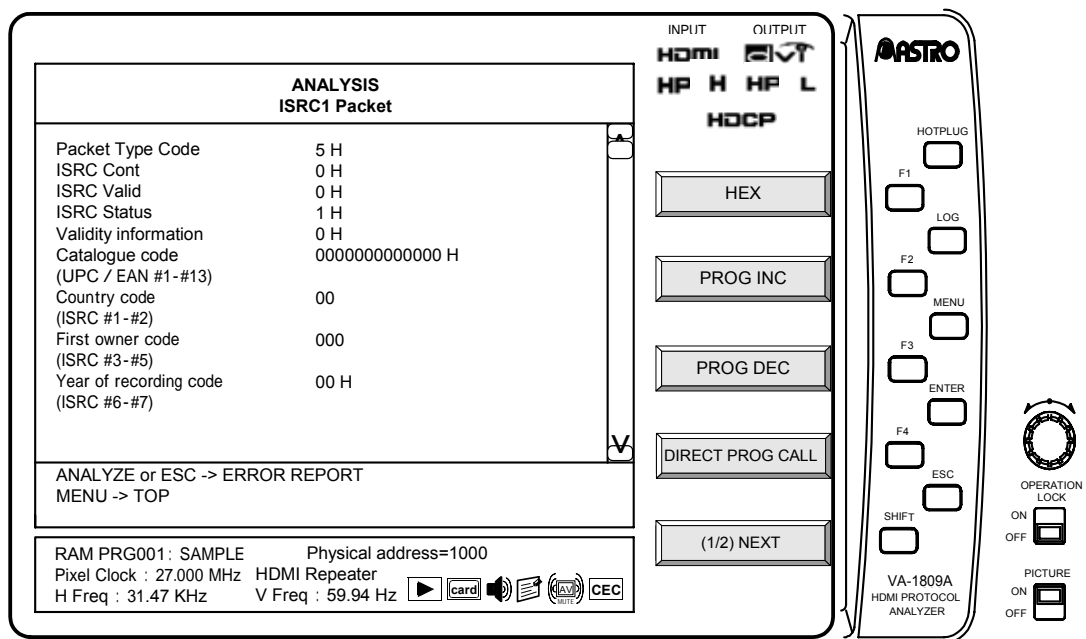 ANALYSIS
ISRC1 Packet
Packet Type Code 5 H
ISRC Cont 0 H
ISRC Valid 0 H
ISRC Status 1 H
Validity information 0 H
Catalogue code 0000000000000 H
(UPC / EAN #1-#13)
Country code 00
(ISRC #1-#2)
First owner code 000
(ISRC #3-#5)
Year of recording code 00 H
(ISRC #6-#7)
V
ANALYZE or ESC -> ERROR REPORT
MENU -> TOP
RAM PRG001: SAMPLE Physical address=1000
Pixel Clock : 27.000 MHz HDMI Repeater
H Freq : 31.47 KHz V Freq : 59.94 Hz card AV MUTE CEC
INPUT OUTPUT
HDMI DVI
HP H HP L
HDCP
HEX
PROG INC
PROG DEC
DIRECT PROG CALL
(1/2) NEXT
ASTRO
HOTPLUG
F1
LOG
F2
MENU
F3
ENTER
F4
ESC
SHIFT
VA-1809A
HDMI PROTOCOL
ANALYZER
OPERATION
LOCK
ON
OFF
PICTURE
ON
OFF